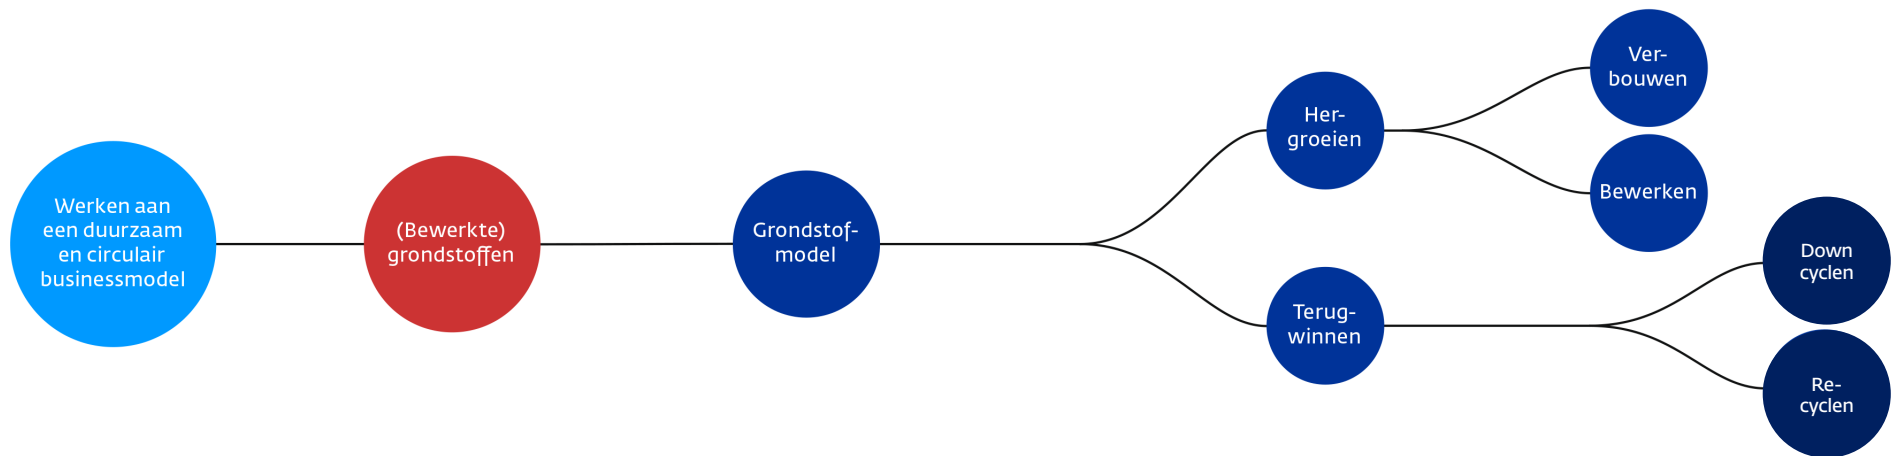 Werken aan
een duurzaam
en circulair
businessmodel
(Bewerkte)
grondstoffen
Grondstof-
model
Her-
groeien
Ver-
bouwen
Bewerken
Terug-
winnen
Down
cyclen
Re-
cyclen